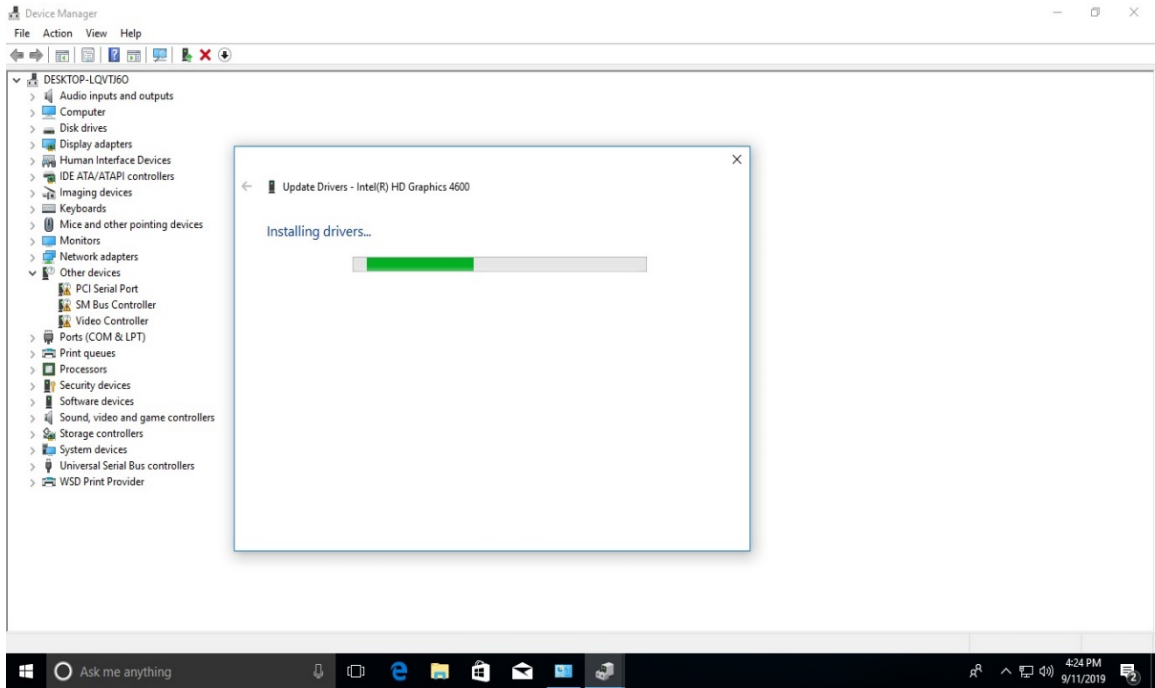 Device Manager
File Action View Help
DESKTOP-LQVTJ6O
Audio inputs and outputs
Computer
Disk drives
Display adapters
Human Interface Devices
IDE ATA/ATAPI controllers
Imaging devices
Keyboards
Mice and other pointing devices
Monitors
Network adapters
Other devices
PCI Serial Port
SM Bus Controller
Video Controller
Ports (COM & LPT)
Print queues
Processors
Security devices
Software devices
Sound, video and game controllers
Storage controllers
System devices
Universal Serial Bus controllers
WSD Print Provider
Update Drivers - Intel(R) HD Graphics 4600
Installing drivers...
Ask me anything
4:24 PM
9/11/2019
2